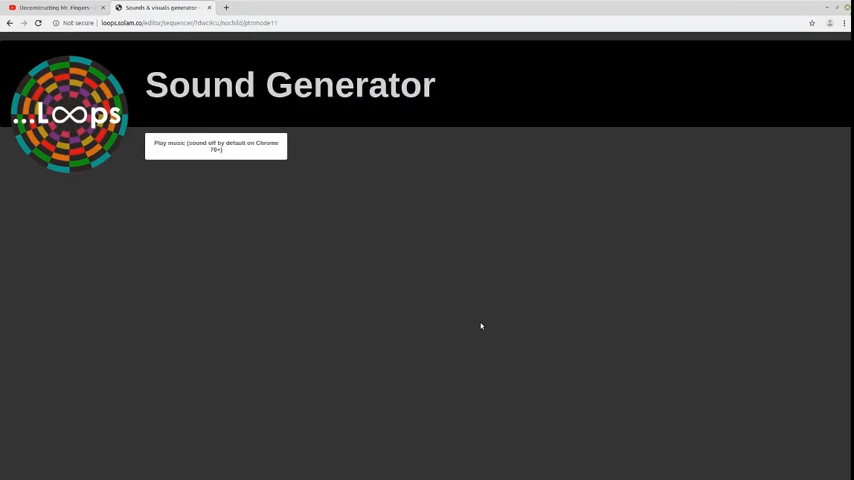 Deconstructing Mr. Fingers -
Sounds & visuals generator -
Not secure
loops.solam.co/editor/sequencer/?dwc9cu/nochild/ptnmode11
...Loops
Sound Generator
Play music (sound off by default on Chrome
70+)